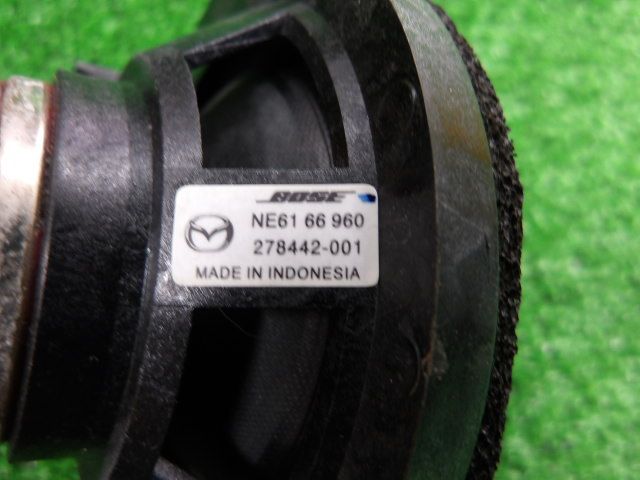 BOSE
NE61 66 960
278442-001
MADE IN INDONESIA